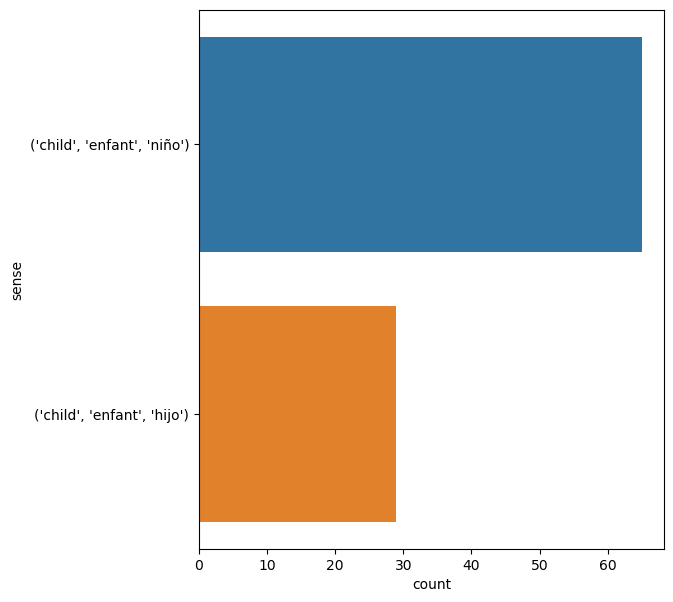 ('child', 'enfant', 'niño')
sense
('child', 'enfant', 'hijo')
0 10 20 30 40 50 60
count